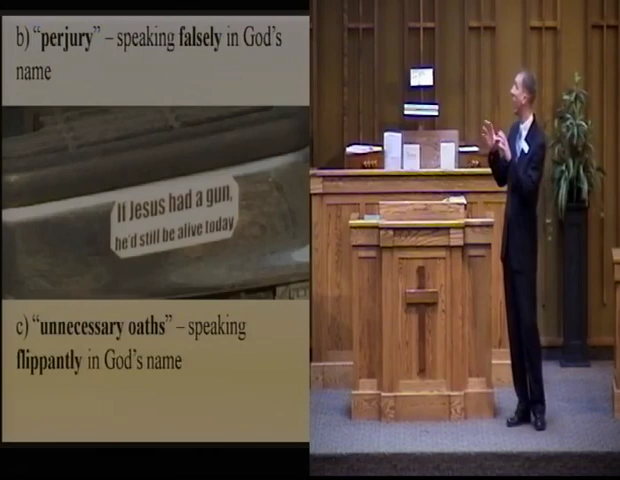 b) “perjury” – speaking falsely in God’s
name
If Jesus had a gun,
he'd still be alive today
c) “unnecessary oaths” – speaking
flippantly in God’s name